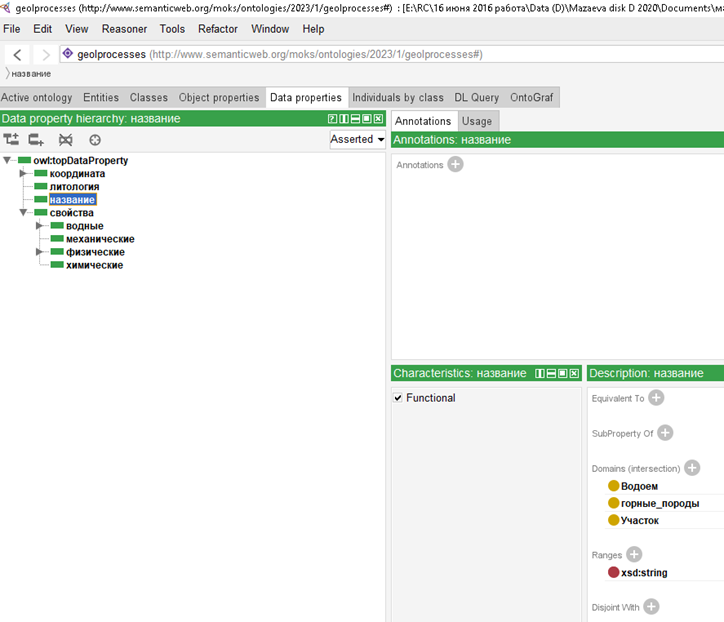 geolprocesses (http://www.semanticweb.org/moks/ontologies/2023/1/geolprocesses#) : [E:\RC\16 июня 2016 работа\Data (D)\Mazaeva disk D 2020\Documents\ма
File Edit View Reasoner Tools Refactor Window Help
geolprocesses (http://www.semanticweb.org/moks/ontologies/2023/1/geolprocesses#)
название
Active ontology Entities Classes Object properties Data properties Individuals by class DL Query OntoGraf
Data property hierarchy: название
Asserted
owl:topDataProperty
координата
литология
название
свойства
водные
механические
физические
химические
Annotations Usage
Annotations: название
Annotations
Characteristics: название
Functional
Description: название
Equivalent To
SubProperty Of
Domains (intersection)
Водоем
горные_породы
Участок
Ranges
xsd:string
Disjoint With